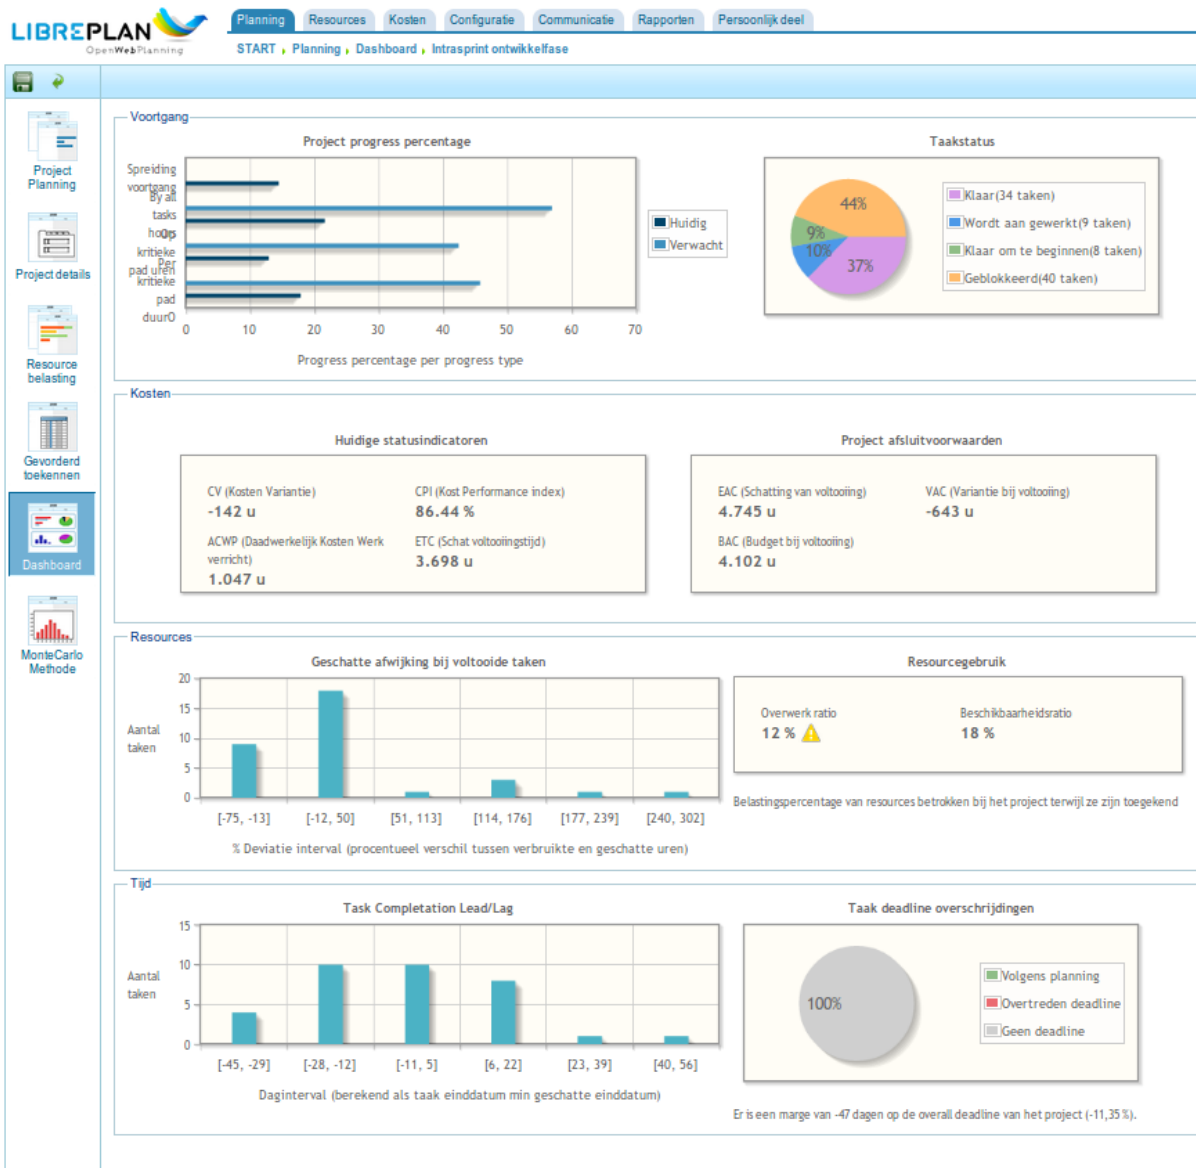 LIBREPLAN
OpenWebPlanning
Planning Resources Kosten Configuratie Communicatie Rapporten Persoonlijk deel
START Planning Dashboard Intrasprint ontwikkelfase
Project
Planning
Project details
Resource
belasting
Gevorderd
toekennen
Dashboard
MonteCarlo
Methode
Voortgang
Project progress percentage
Spreiding
voortgang
By all
tasks
hours
Op
kritieke
pad uren
Per
kritieke
pad
duur0
0 10 20 30 40 50 60 70
Progress percentage per progress type
Huidig
Verwacht
Taakstatus
44%
9%
10%
37%
Klaar(34 taken)
Wordt aan gewerkt(9 taken)
Klaar om te beginnen(8 taken)
Geblokkeerd(40 taken)
Kosten
Huidige statusindicatoren
CV (Kosten Variantie) CPI (Kost Performance index)
-142 u 86.44 %
ACWP (Daadwerkelijk Kosten Werk ETC (Schat voltooiingstijd)
verricht) 3.698 u
1.047 u
Project afsluitvoorwaarden
EAC (Schatting van voltooiing) VAC (Variantie bij voltooiing)
4.745 u -643 u
BAC (Budget bij voltooiing)
4.102 u
Resources
Geschatte afwijking bij voltooide taken
20
15
10
5
0
Aantal
taken
[-75, -13] [-12, 50] [51, 113] [114, 176] [177, 239] [240, 302]
% Deviatie interval (procentueel verschil tussen verbruikte en geschatte uren)
Resourcegebruik
Overwerk ratio Beschikbaarheidsratio
12 % 18 %
Belastingspercentage van resources betrokken bij het project terwijl ze zijn toegekend
Tijd
Task Completation Lead/Lag
15
10
5
0
Aantal
taken
[-45, -29] [-28, -12] [-11, 5] [6, 22] [23, 39] [40, 56]
Daginterval (berekend als taak einddatum min geschatte einddatum)
Taak deadline overschrijdingen
100%
Volgens planning
Overtreden deadline
Geen deadline
Er is een marge van -47 dagen op de overall deadline van het project (-11,35 %).